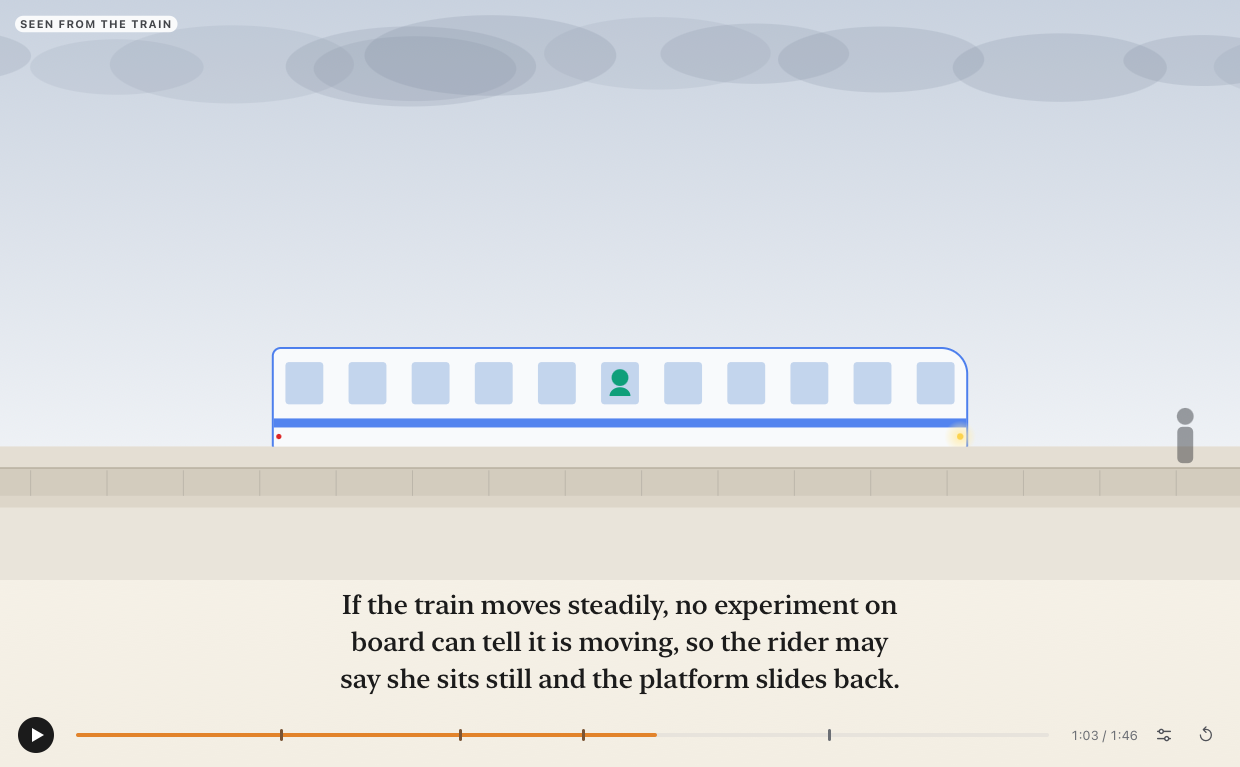 SEEN FROM THE TRAIN
If the train moves steadily, no experiment on
board can tell it is moving, so the rider may
say she sits still and the platform slides back.
1:03 / 1:46